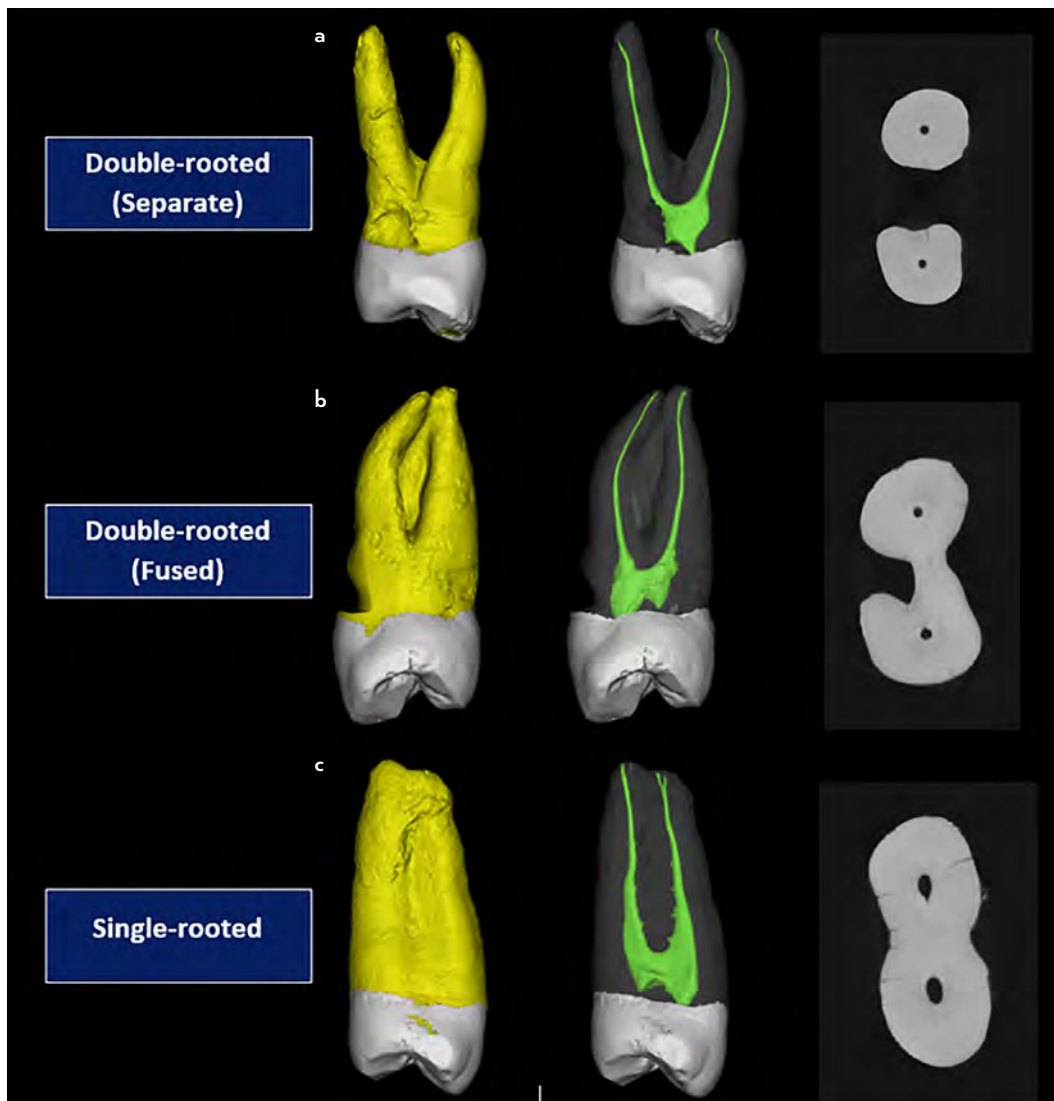 a
Double-rooted
(Separate)
b
Double-rooted
(Fused)
c
Single-rooted